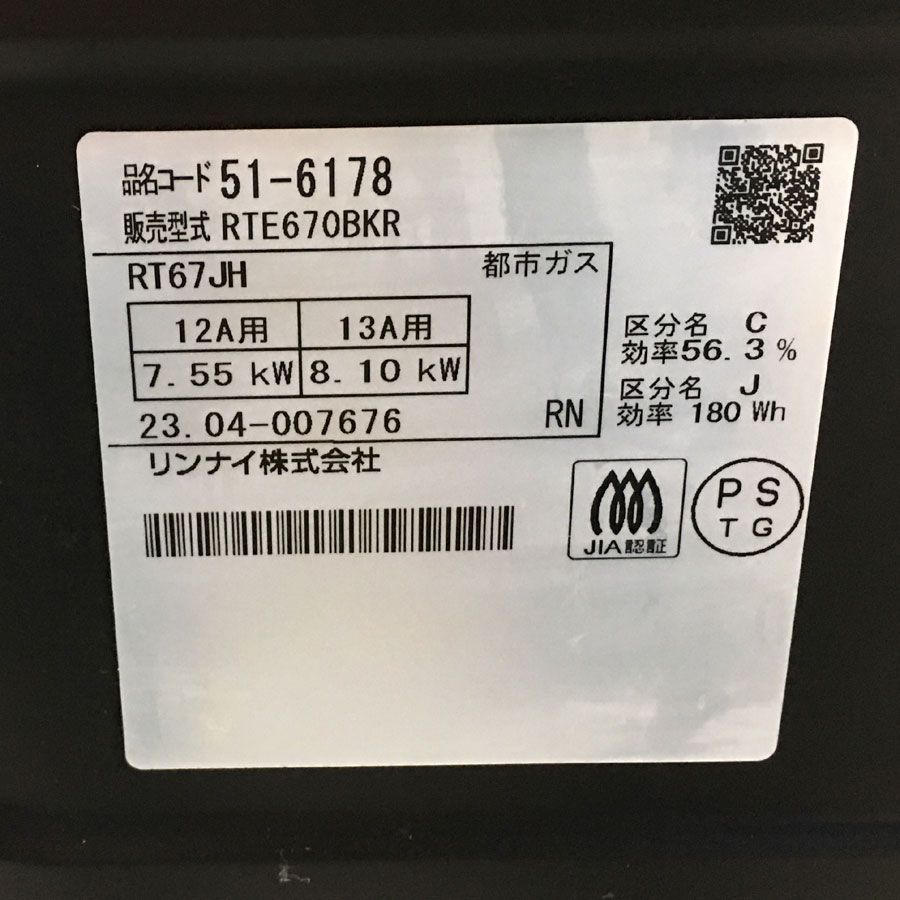 品名コード 51-6178
販売型式 RTE670BKR
RT67JH 都市ガス
12A用 13A用
7.55 kW 8.10 kW
23.04-007676 RN
リンナイ株式会社
区分名 C
効率56.3%
区分名 J
効率 180 Wh
JIA認証
PS
TG